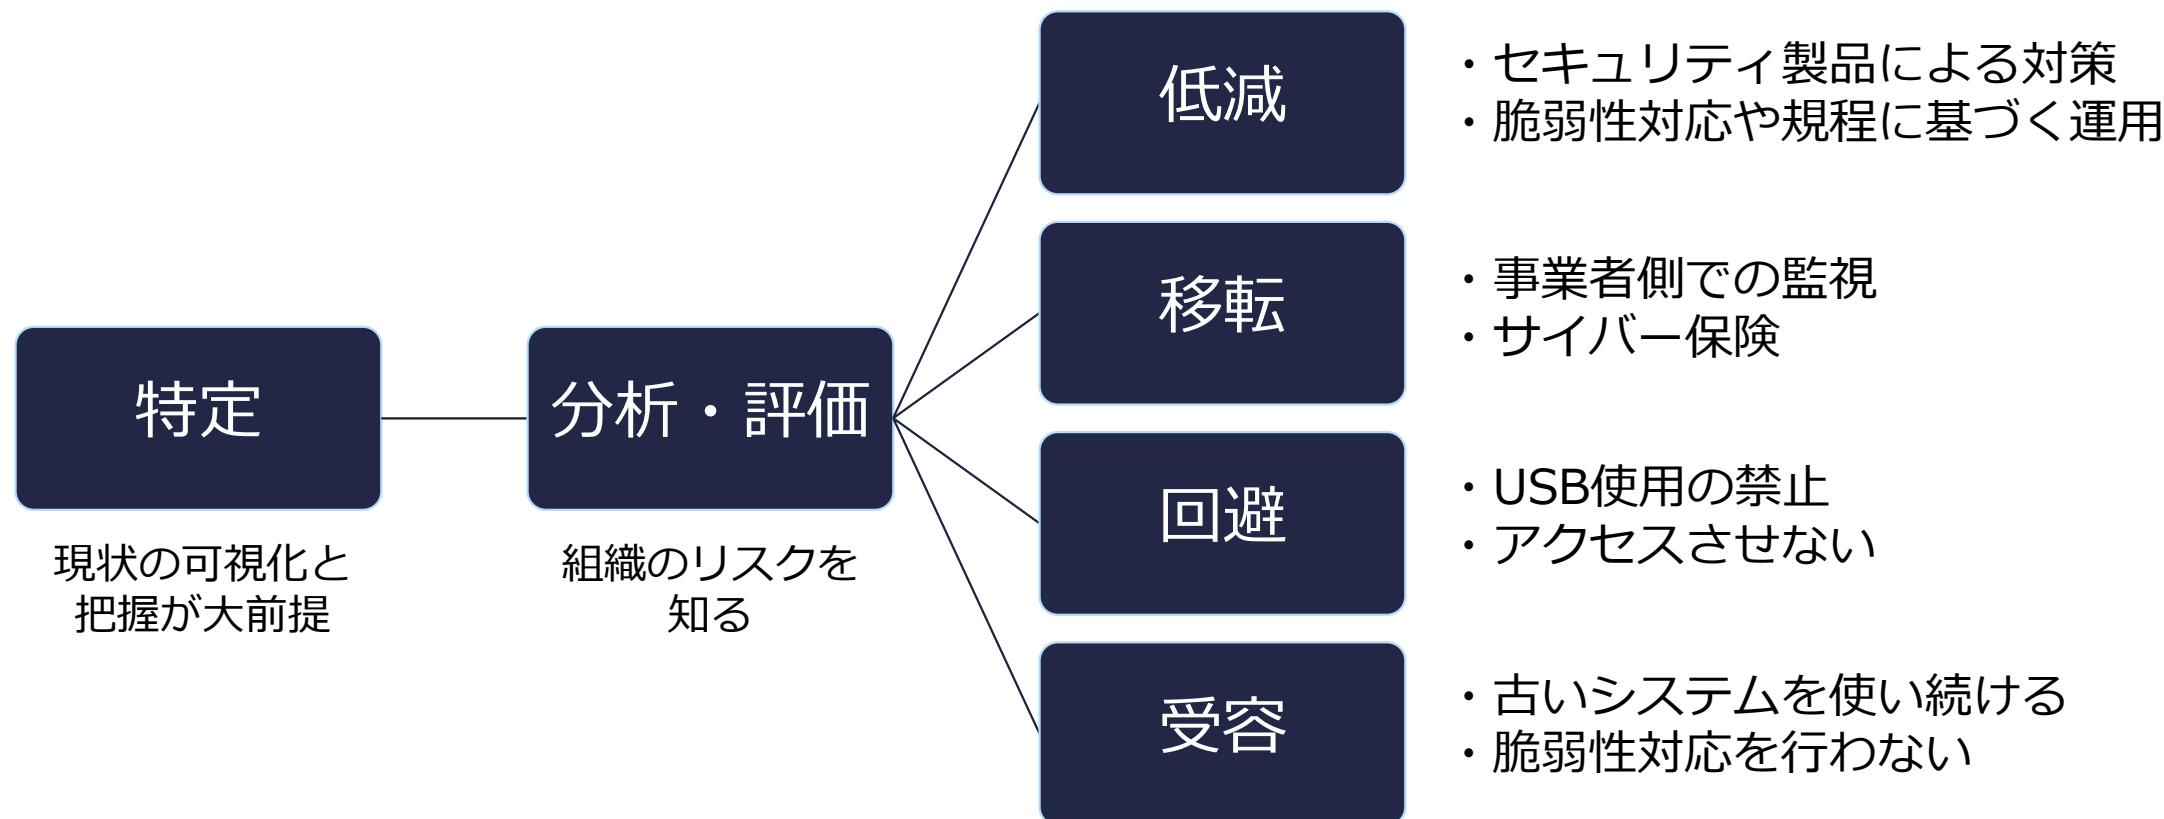 特定
現状の可視化と
把握が大前提
分析・評価
組織のリスクを
知る
低減
・セキュリティ製品による対策
・脆弱性対応や規程に基づく運用
移転
・事業者側での監視
・サイバー保険
回避
・USB使用の禁止
・アクセスさせない
受容
・古いシステムを使い続ける
・脆弱性対応を行わない